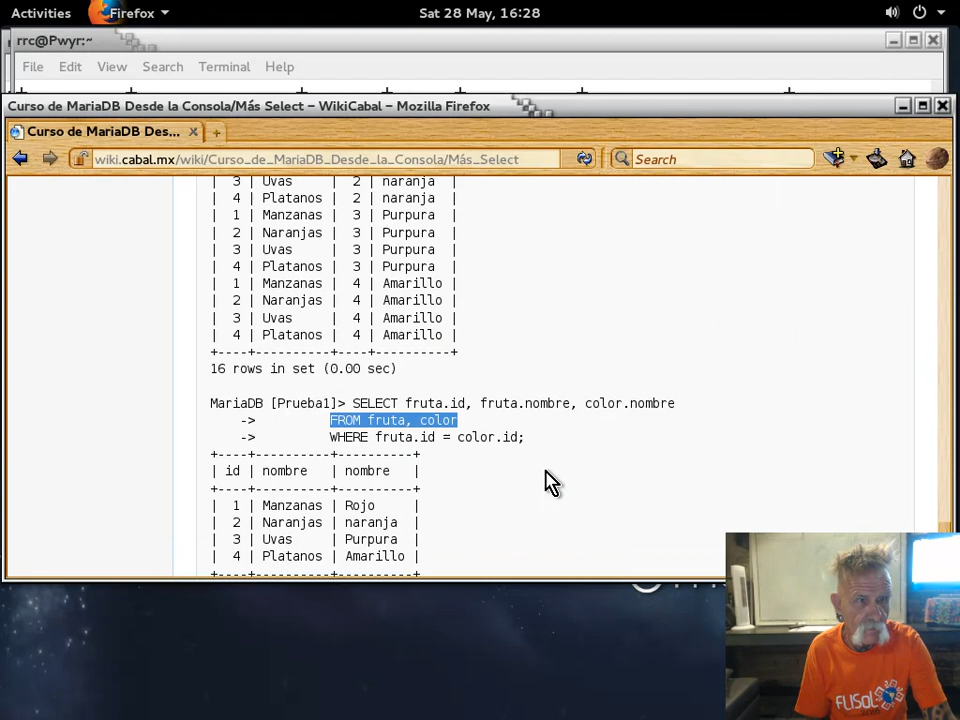 Activities Firefox Sat 28 May, 16:28
rrc@Pwyr:~
File Edit View Search Terminal Help
Curso de MariaDB Desde la Consola/Más Select - WikiCabal - Mozilla Firefox
Curso de MariaDB Des...
wiki.cabal.mx/wiki/Curso_de_MariaDB_Desde_la_Consola/Más_Select Search
| 3 | Uvas | 2 | naranja |
| 4 | Platanos | 2 | naranja |
| 1 | Manzanas | 3 | Purpura |
| 2 | Naranjas | 3 | Purpura |
| 3 | Uvas | 3 | Purpura |
| 4 | Platanos | 3 | Purpura |
| 1 | Manzanas | 4 | Amarillo |
| 2 | Naranjas | 4 | Amarillo |
| 3 | Uvas | 4 | Amarillo |
| 4 | Platanos | 4 | Amarillo |
+----+----------+----+----------+
16 rows in set (0.00 sec)
MariaDB [Prueba1]> SELECT fruta.id, fruta.nombre, color.nombre
-> FROM fruta, color
-> WHERE fruta.id = color.id;
+----+----------+----------+
| id | nombre | nombre |
+----+----------+----------+
| 1 | Manzanas | Rojo |
| 2 | Naranjas | naranja |
| 3 | Uvas | Purpura |
| 4 | Platanos | Amarillo |
+----+----------+----------+
FLISoL